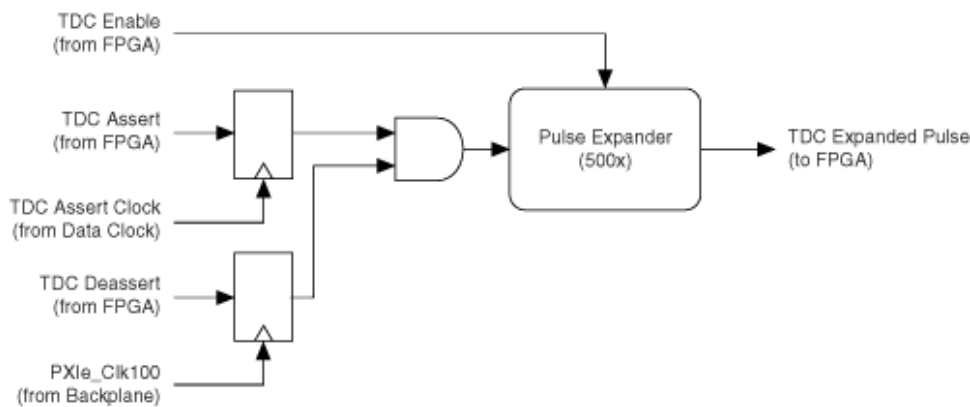 TDC Enable
(from FPGA)
TDC Assert
(from FPGA)
Pulse Expander
(500x)
TDC Expanded Pulse
(to FPGA)
TDC Assert Clock
(from Data Clock)
TDC Deassert
(from FPGA)
PXIe_Clk100
(from Backplane)